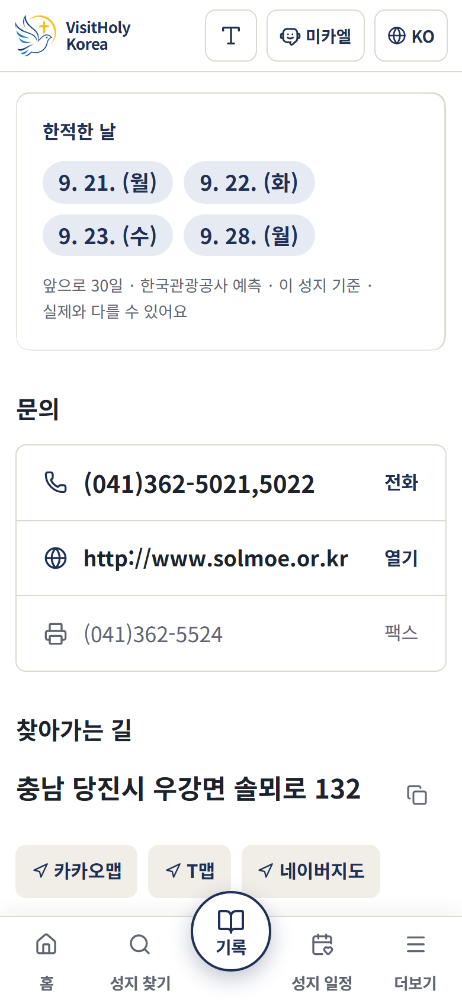 VisitHoly
Korea
미카엘
KO
한적한 날
9. 21. (월)
9. 22. (화)
9. 23. (수)
9. 28. (월)
앞으로 30일 · 한국관광공사 예측 · 이 성지 기준 ·
실제와 다를 수 있어요
문의
(041)362-5021,5022
전화
http://www.solmoe.or.kr
열기
(041)362-5524
팩스
찾아가는 길
충남 당진시 우강면 솔뫼로 132
카카오맵
T맵
네이버지도
홈
성지 찾기
기록
성지 일정
더보기